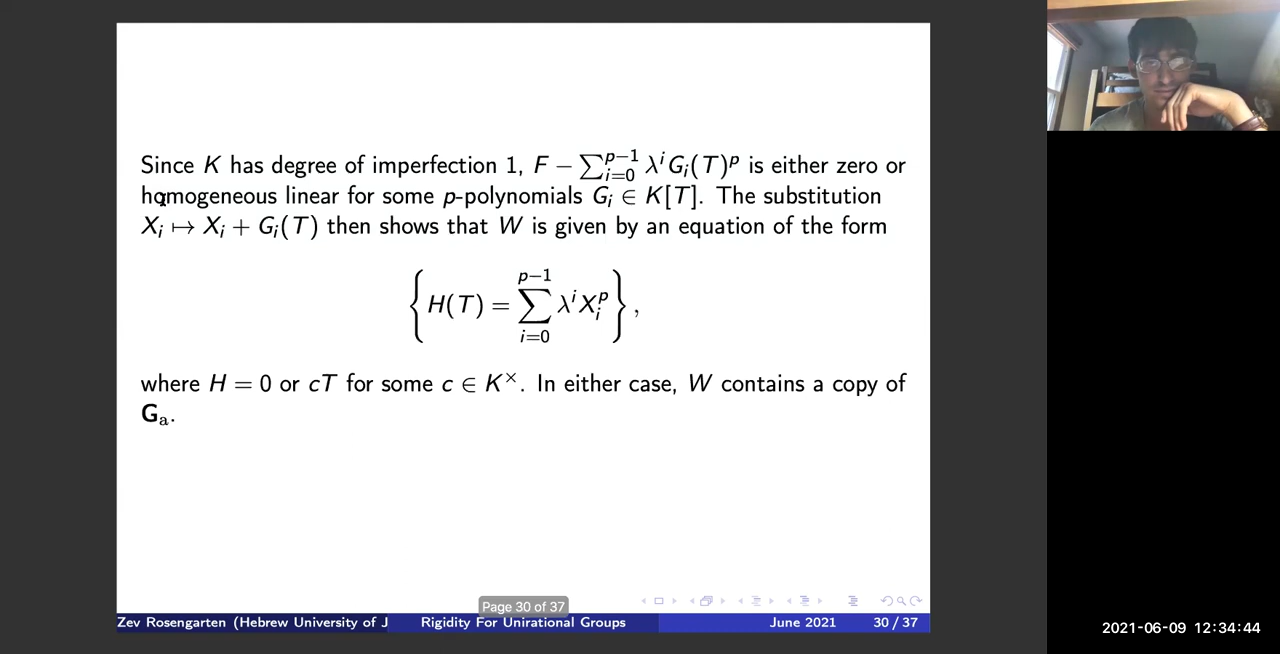 Since K has degree of imperfection 1, F − ∑_{i=0}^{p−1} λ^i G_i(T)^p is either zero or
homogeneous linear for some p-polynomials G_i ∈ K[T]. The substitution
X_i ↦ X_i + G_i(T) then shows that W is given by an equation of the form
{ H(T) = ∑_{i=0}^{p−1} λ^i X_i^p },
where H = 0 or cT for some c ∈ K^×. In either case, W contains a copy of
G_a.
Page 30 of 37
Zev Rosengarten (Hebrew University of J
Rigidity For Unirational Groups
June 2021
30 / 37
2021-06-09 12:34:44